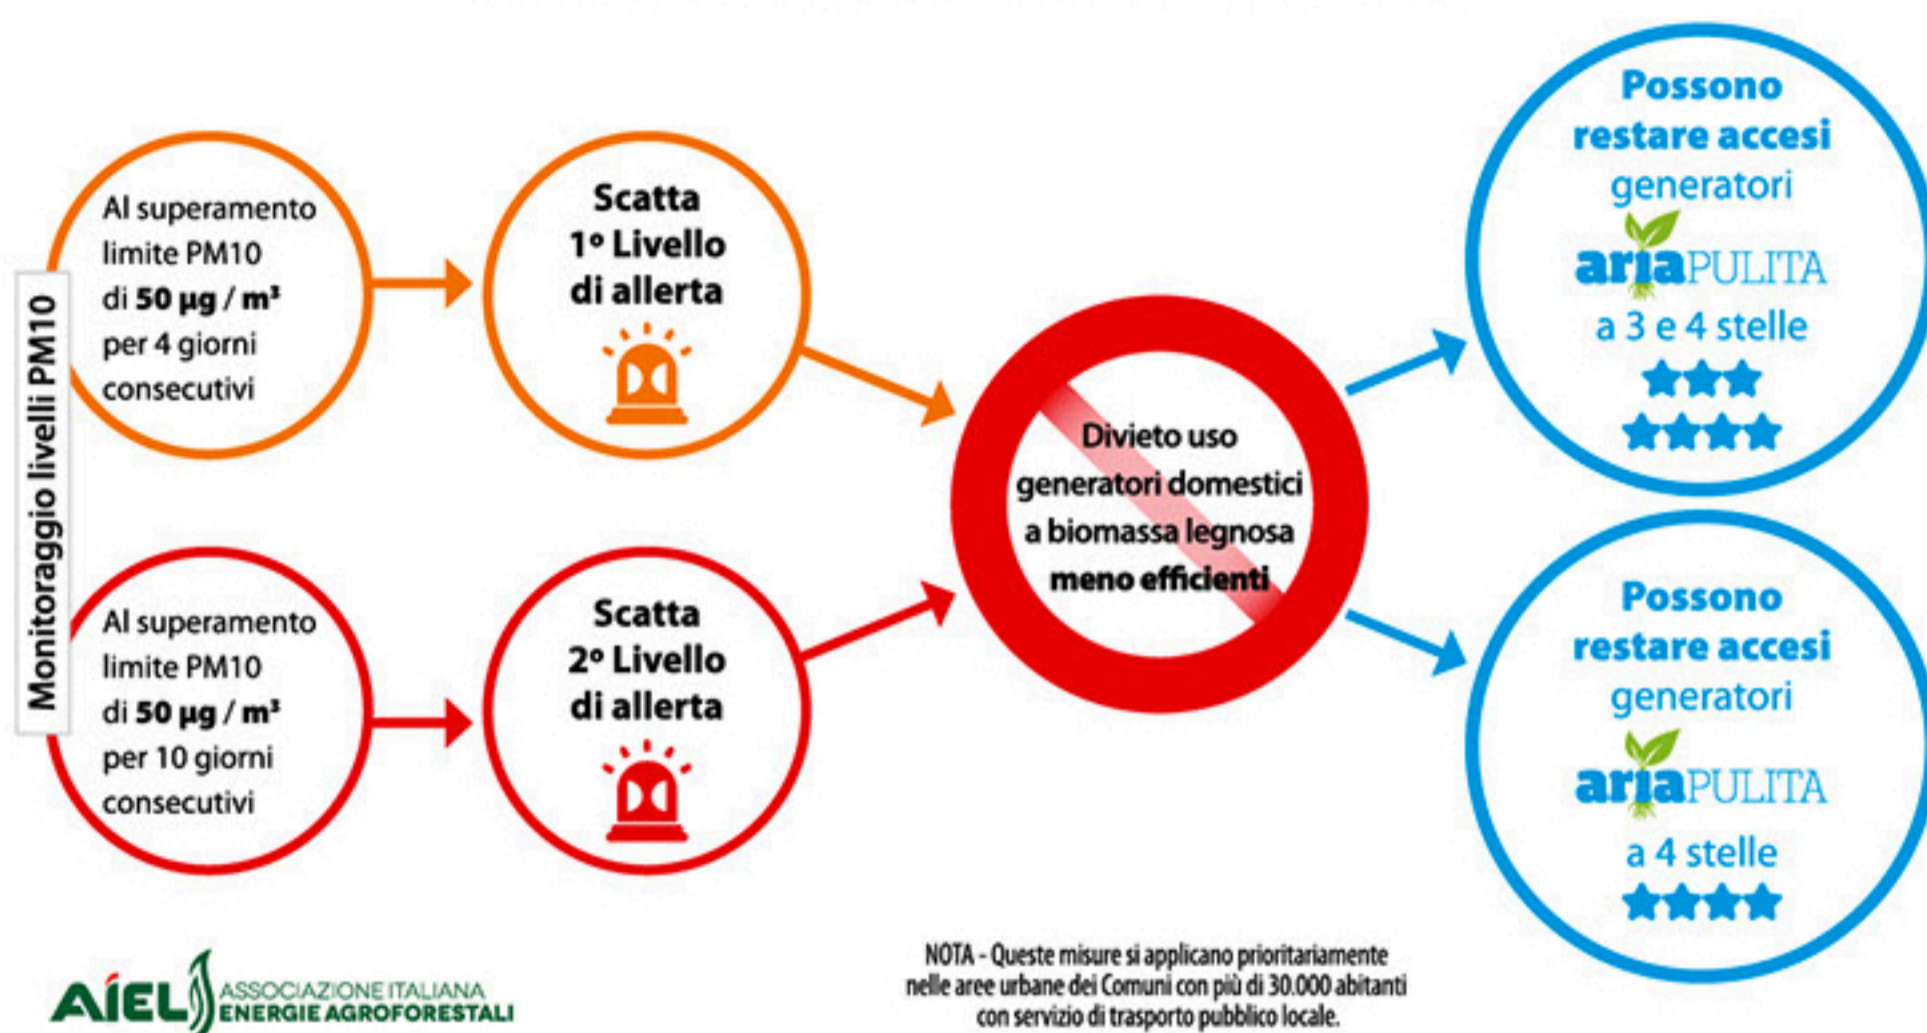 Monitoraggio livelli PM10
Al superamento
limite PM10
di 50 µg / m³
per 4 giorni
consecutivi
Scatta
1º Livello
di allerta
Al superamento
limite PM10
di 50 µg / m³
per 10 giorni
consecutivi
Scatta
2º Livello
di allerta
Divieto uso
generatori domestici
a biomassa legnosa
meno efficienti
Possono
restare accesi
generatori
ariaPULITA
a 3 e 4 stelle
Possono
restare accesi
generatori
ariaPULITA
a 4 stelle
AIEL
ASSOCIAZIONE ITALIANA
ENERGIE AGROFORESTALI
NOTA - Queste misure si applicano prioritariamente
nelle aree urbane dei Comuni con più di 30.000 abitanti
con servizio di trasporto pubblico locale.